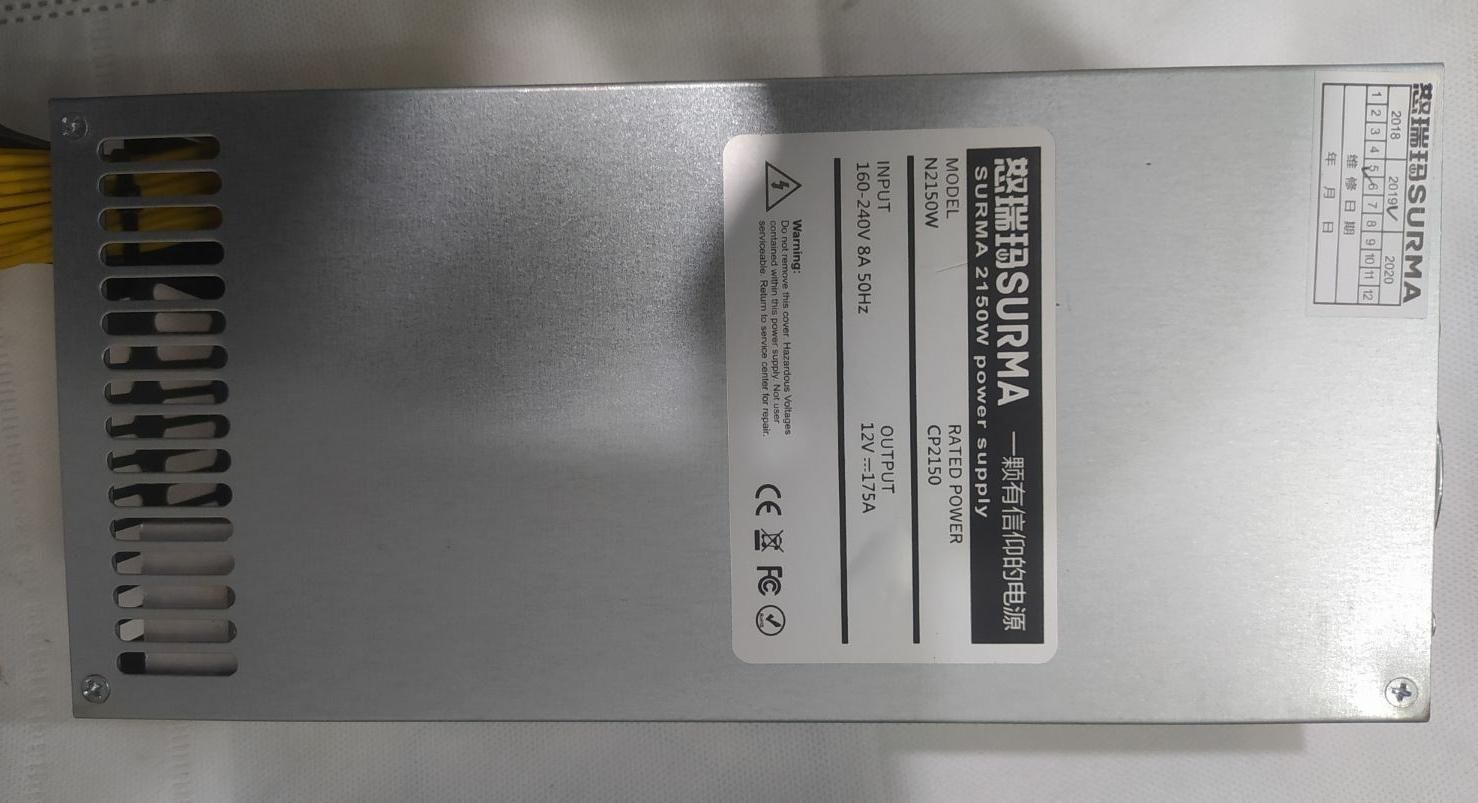 悠瑞玛SURMA 一颗有信仰的电源
SURMA 2150W power supply
MODEL RATED POWER
N2150W CP2150
INPUT OUTPUT
160-240V 8A 50Hz 12V⎓175A
Warning:
Do not remove this cover. Hazardous Voltages
contained within this power supply. Not user
serviceable. Return to service center for repair.
CE FC
瑞玛SURMA
2018 2019V 2020
1 2 3 4 5 6 7 8 9 10 11 12
维修日期
年 月 日